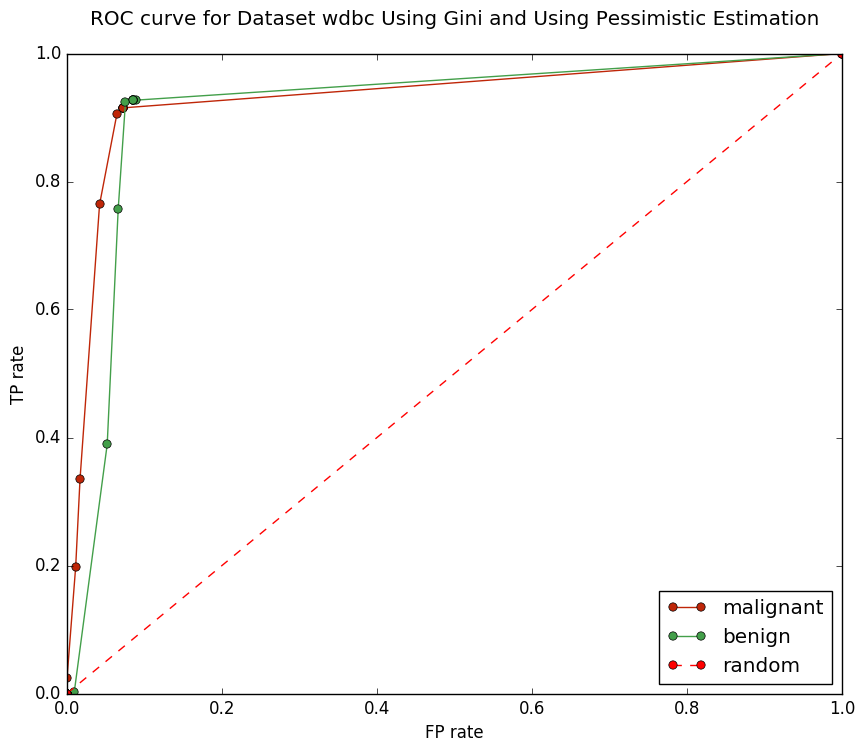 ROC curve for Dataset wdbc Using Gini and Using Pessimistic Estimation
1.0
0.8
0.6
0.4
0.2
0.0
TP rate
malignant
benign
random
0.0 0.2 0.4 0.6 0.8 1.0
FP rate